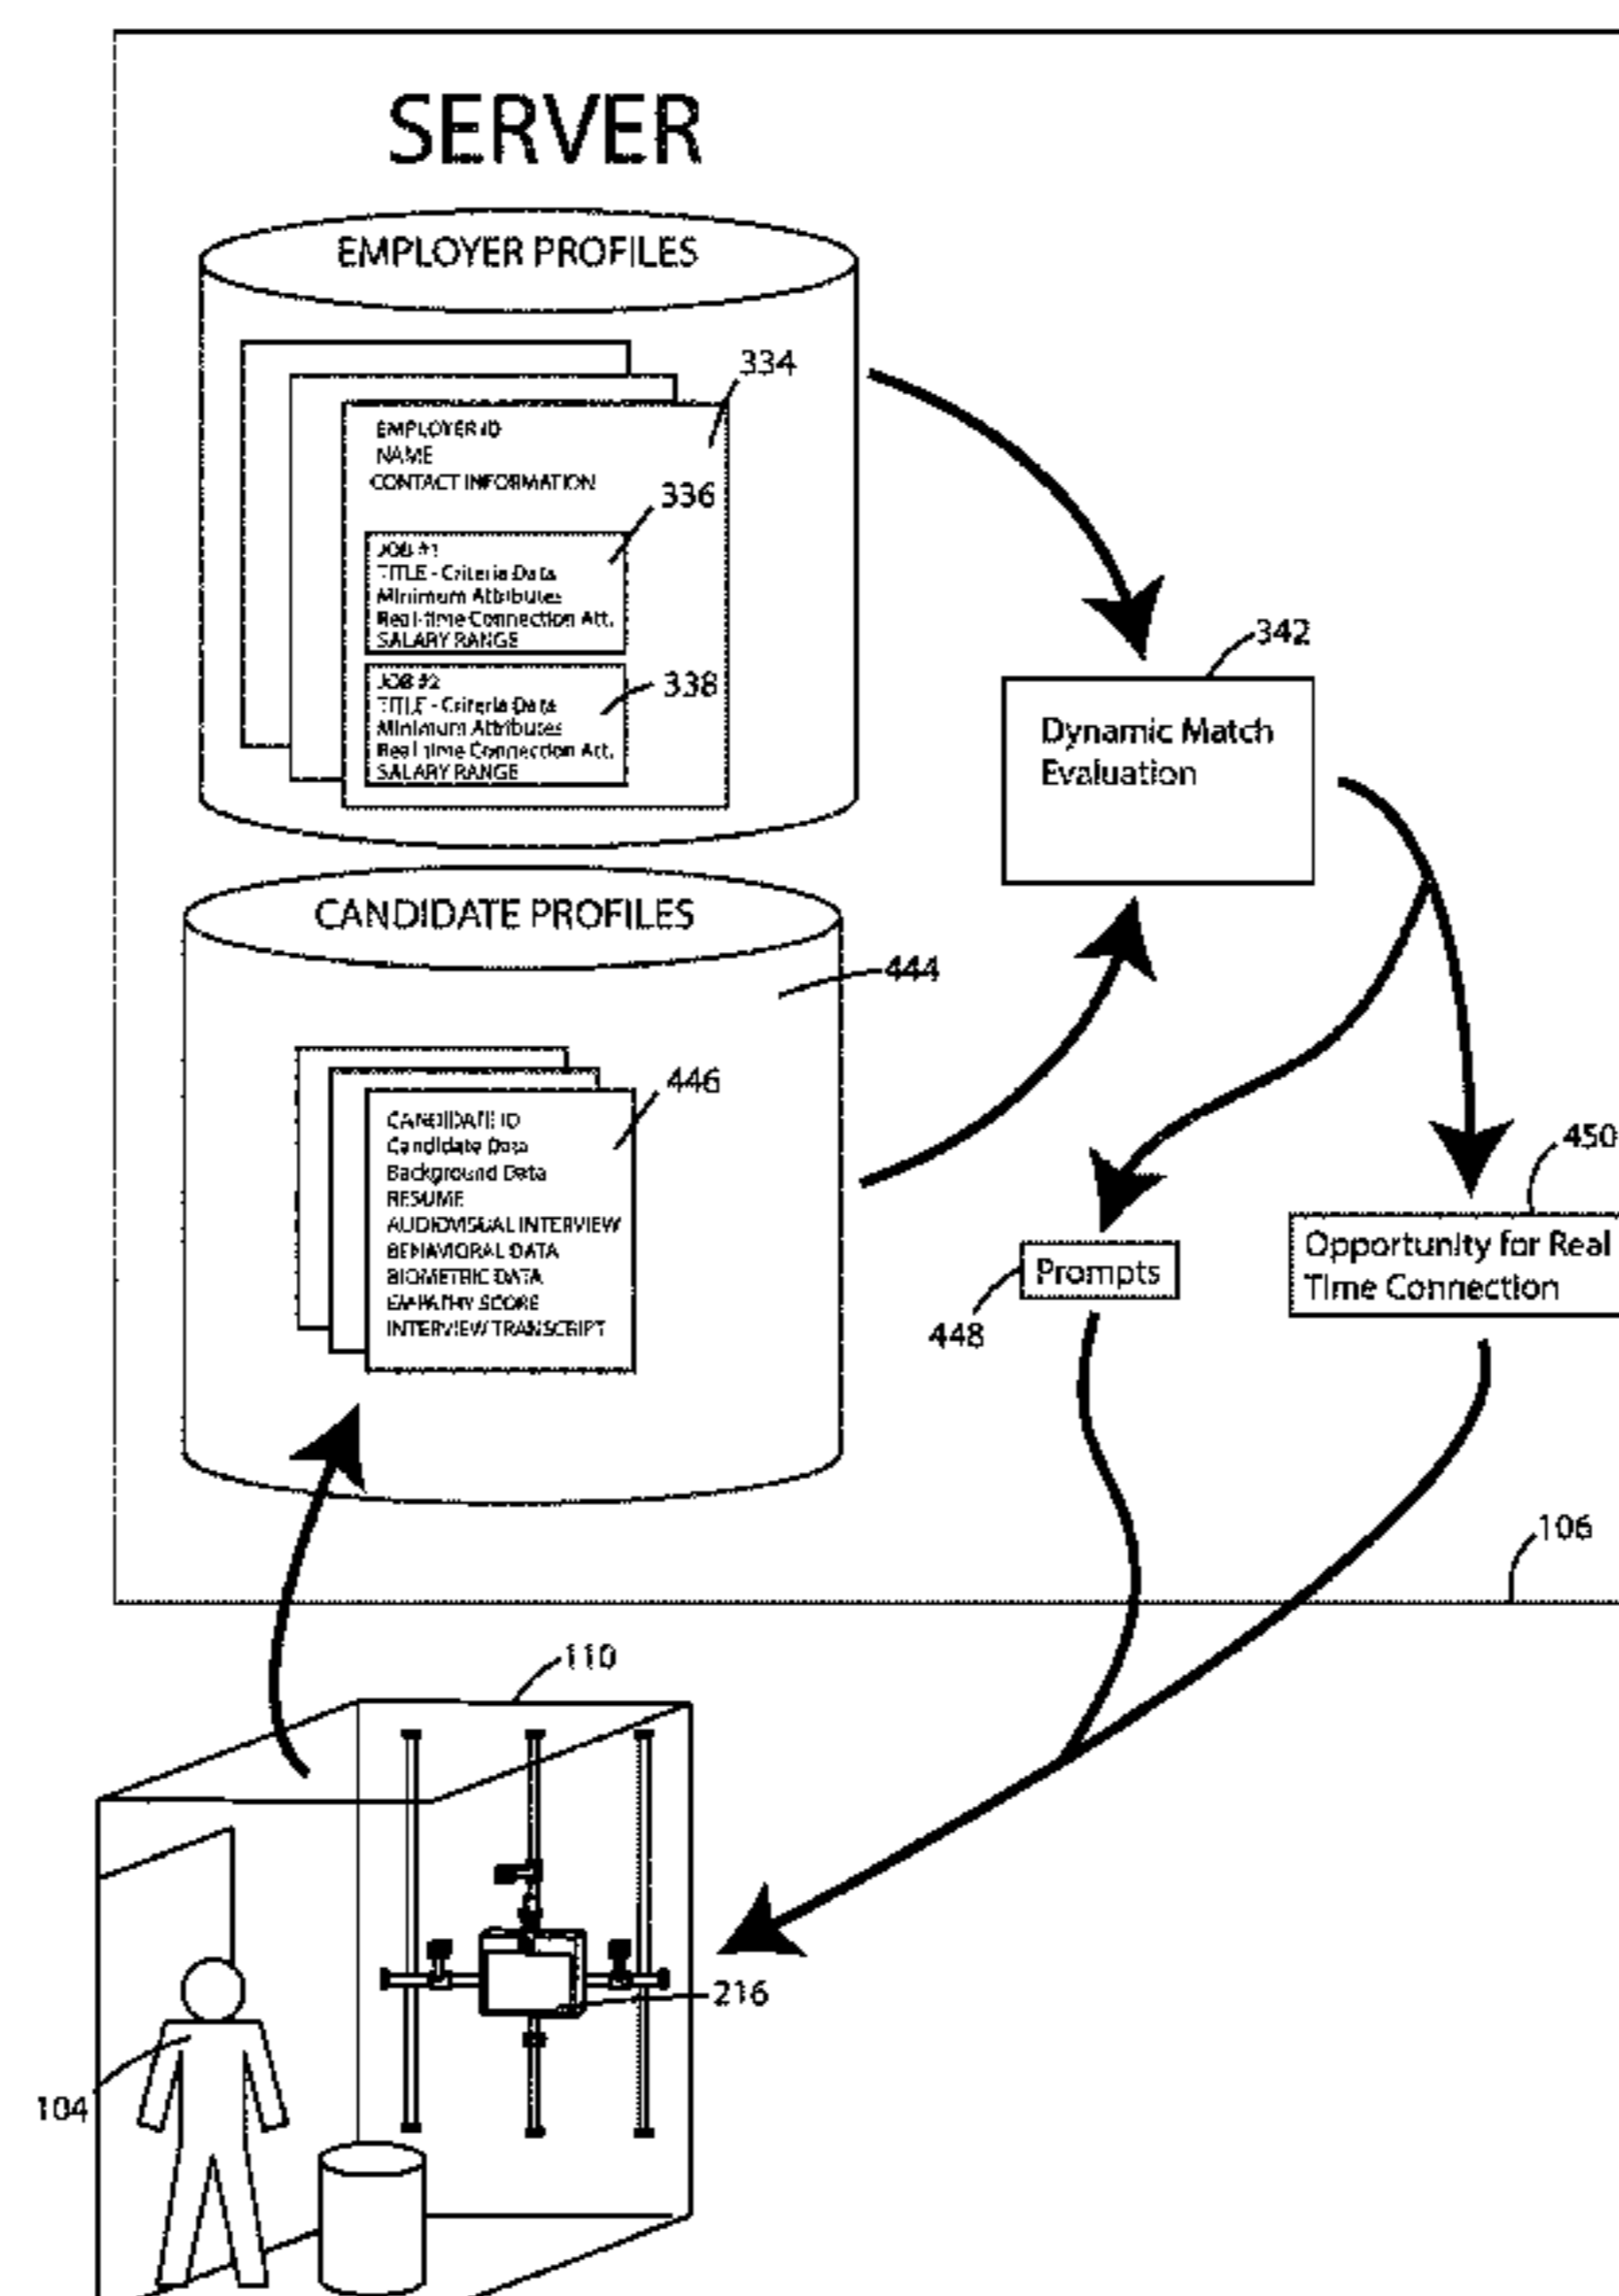 SERVER
EMPLOYER PROFILES
334
EMPLOYER ID
NAME
CONTACT INFORMATION
336
JOB #1
TITLE - Criteria Data
Minimum Attributes
Real-time Connection Att.
SALARY RANGE
338
JOB #2
TITLE - Criteria Data
Minimum Attributes
Real time Connection Att.
SALARY RANGE
342
Dynamic Match
Evaluation
CANDIDATE PROFILES
444
446
CANDIDATE ID
Candidate Data
Background Data
RESUME
AUDIOVISUAL INTERVIEW
BEHAVIORAL DATA
BIOMETRIC DATA
EMPATHY SCORE
INTERVIEW TRANSCRIPT
450
Opportunity for Real
Time Connection
Prompts
448
106
110
216
104